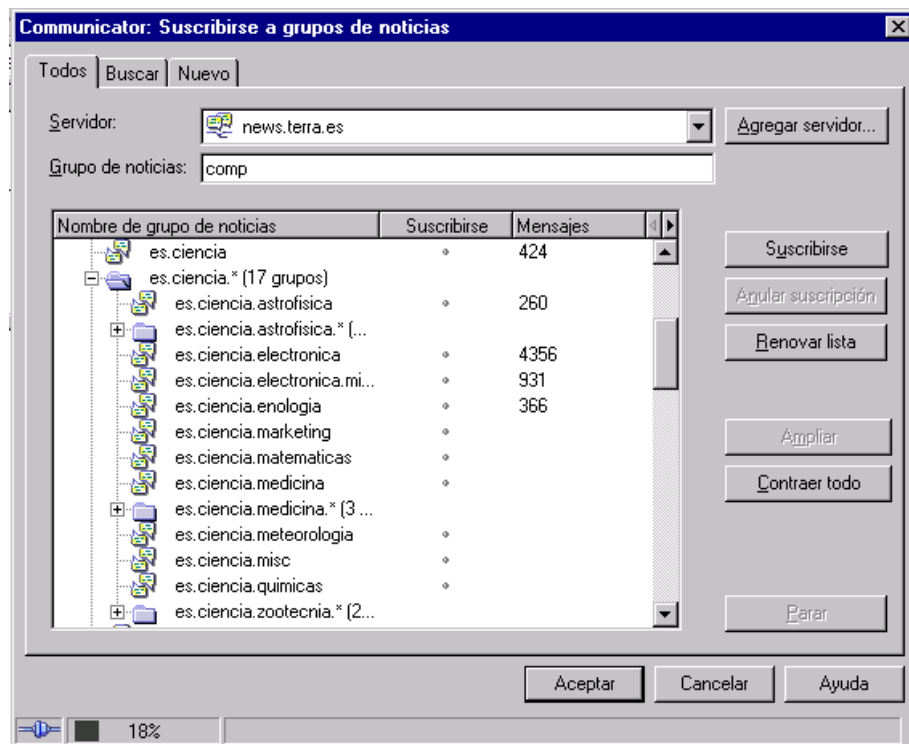 Communicator: Suscribirse a grupos de noticias
Todos Buscar Nuevo
Servidor: news.terra.es Agregar servidor...
Grupo de noticias: comp
Nombre de grupo de noticias Suscribirse Mensajes
es.ciencia 424
es.ciencia.* (17 grupos)
es.ciencia.astrofisica 260
es.ciencia.astrofisica.* (...
es.ciencia.electronica 4356
es.ciencia.electronica.mi... 931
es.ciencia.enologia 366
es.ciencia.marketing
es.ciencia.matematicas
es.ciencia.medicina
es.ciencia.medicina.* (3 ...
es.ciencia.meteorologia
es.ciencia.misc
es.ciencia.quimicas
es.ciencia.zootecnia.* (2...
Suscribirse
Anular suscripción
Renovar lista
Ampliar
Contraer todo
Parar
Aceptar Cancelar Ayuda
18%